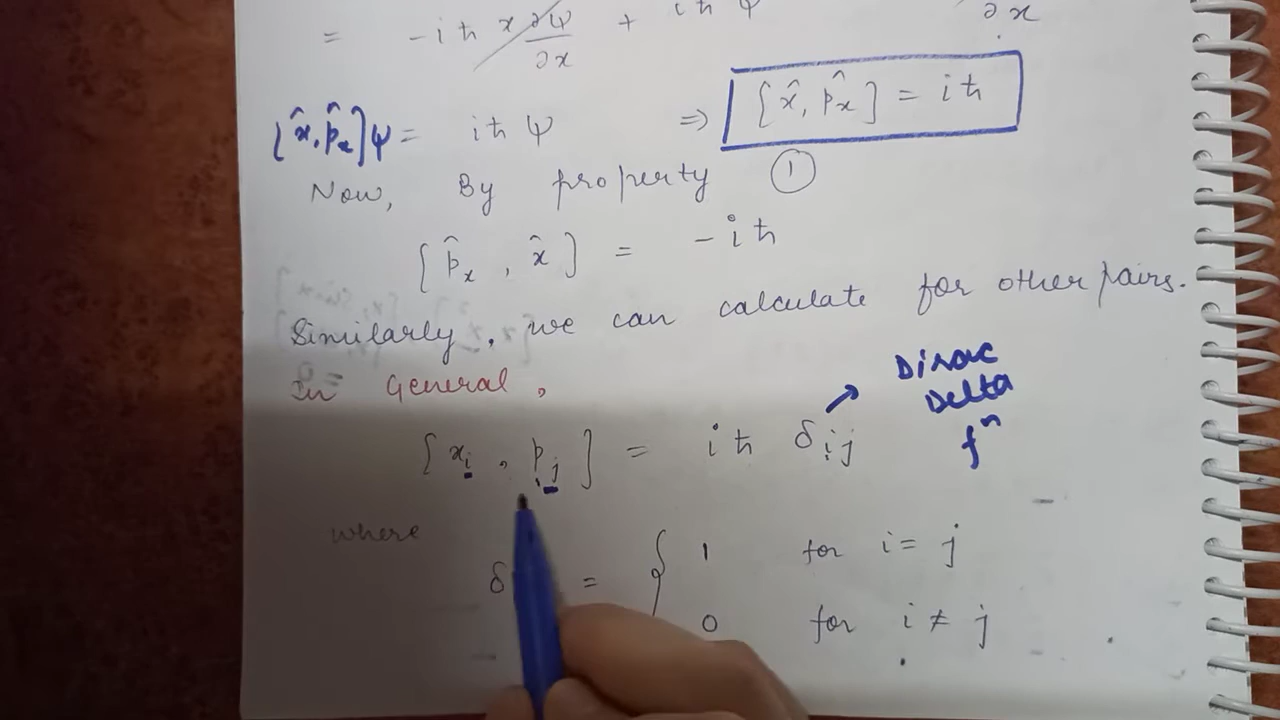 = -iħ x ∂ψ/∂x + iħ ψ
∂x
[x̂, p̂x]ψ = iħ ψ ⇒ [x̂, p̂x] = iħ
Now, By property ①
[p̂x, x̂] = -iħ
Similarly, we can calculate for other pairs.
In General,
Dirac
Delta
fⁿ
[xi, pj] = iħ δij
where
δ = { 1 for i = j
0 for i ≠ j